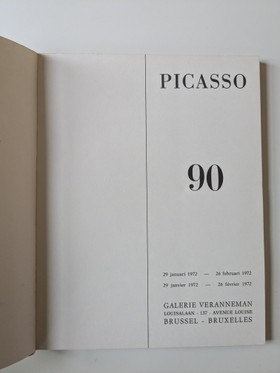 PICASSO
90
29 januari 1972 — 26 februari 1972
29 janvier 1972 — 26 février 1972
GALERIE VERANNEMAN
LOUISALAAN - 137 - AVENUE LOUISE
BRUSSEL - BRUXELLES